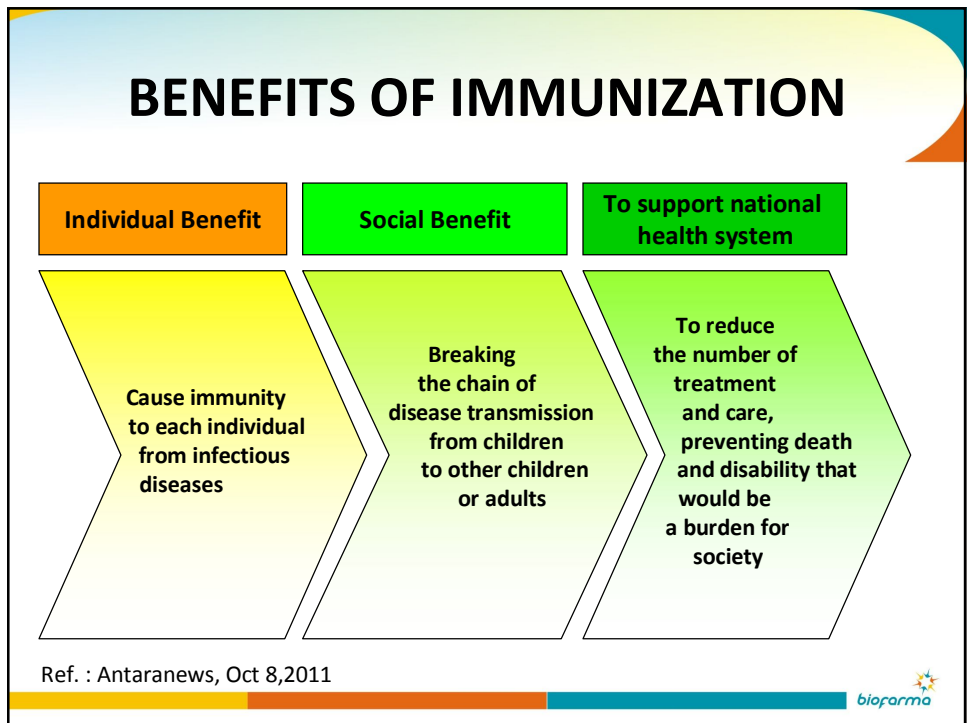 BENEFITS OF IMMUNIZATION
Individual Benefit
Cause immunity
to each individual
from infectious
diseases
Social Benefit
Breaking
the chain of
disease transmission
from children
to other children
or adults
To support national
health system
To reduce
the number of
treatment
and care,
preventing death
and disability that
would be
a burden for
society
Ref. : Antaranews, Oct 8,2011
biofarma